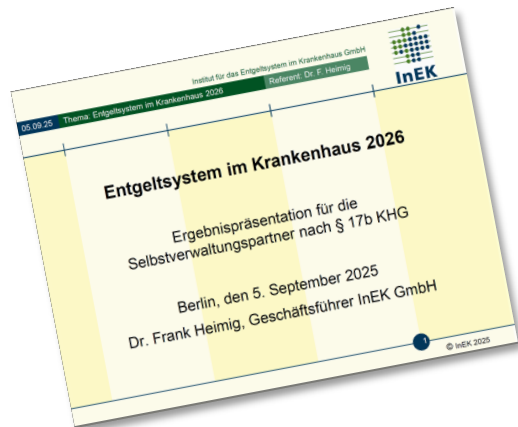 Institut für das Entgeltsystem im Krankenhaus GmbH
InEK
05.09.25 Thema: Entgeltsystem im Krankenhaus 2026 Referent: Dr. F. Heimig
Entgeltsystem im Krankenhaus 2026
Ergebnispräsentation für die
Selbstverwaltungspartner nach § 17b KHG
Berlin, den 5. September 2025
Dr. Frank Heimig, Geschäftsführer InEK GmbH
1
© InEK 2025